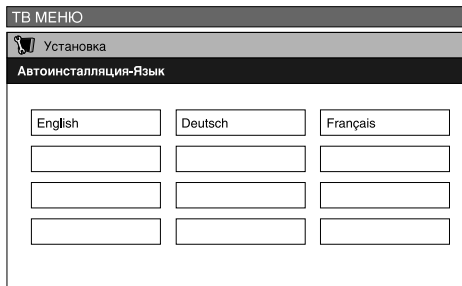 ТВ МЕНЮ
Установка
Автоинсталляция-Язык
English Deutsch Français